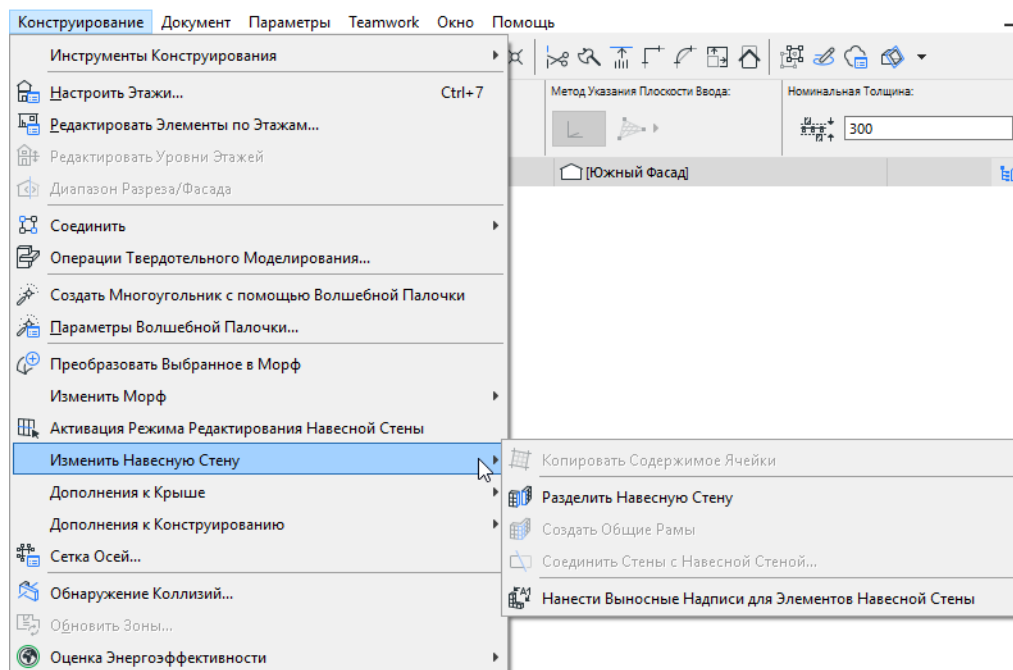 Конструирование Документ Параметры Teamwork Окно Помощь
Инструменты Конструирования
Метод Указания Плоскости Ввода: Номинальная Толщина:
Настроить Этажи... Ctrl+7
Редактировать Элементы по Этажам...
300
Редактировать Уровни Этажей
[Южный Фасад]
Диапазон Разреза/Фасада
Соединить
Операции Твердотельного Моделирования...
Создать Многоугольник с помощью Волшебной Палочки
Параметры Волшебной Палочки...
Преобразовать Выбранное в Морф
Изменить Морф
Активация Режима Редактирования Навесной Стены
Изменить Навесную Стену
Копировать Содержимое Ячейки
Дополнения к Крыше
Разделить Навесную Стену
Дополнения к Конструированию
Создать Общие Рамы
Сетка Осей...
Соединить Стены с Навесной Стеной...
Обнаружение Коллизий...
Нанести Выносные Надписи для Элементов Навесной Стены
Обновить Зоны...
Оценка Энергоэффективности